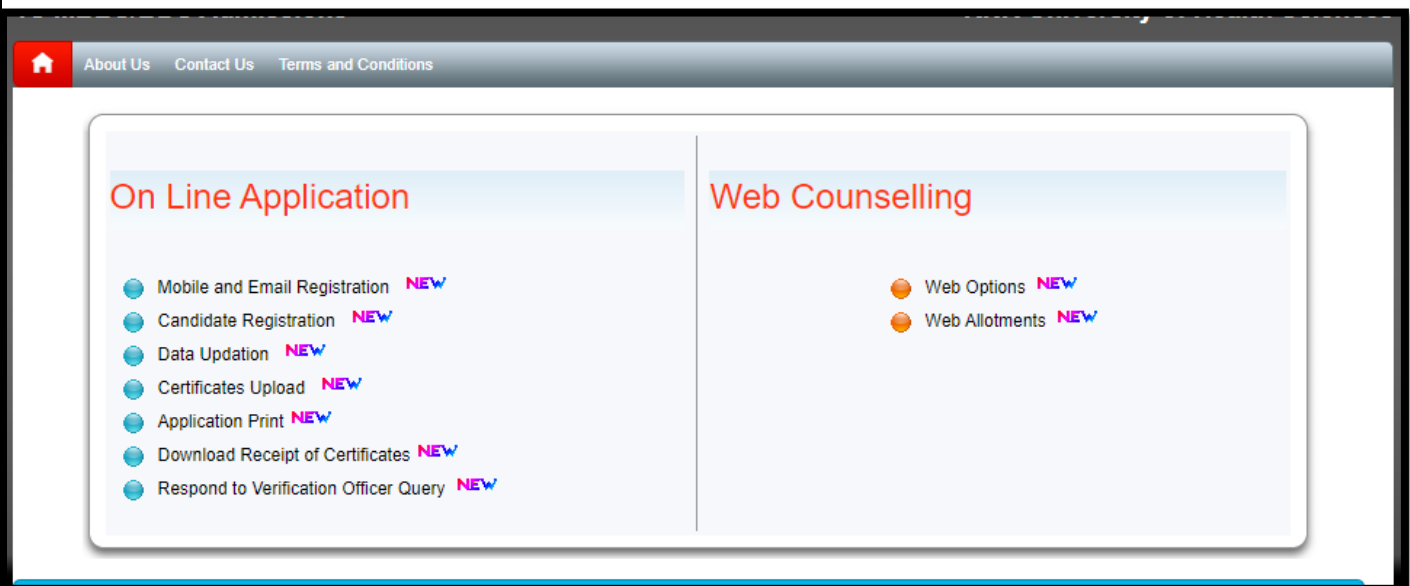 About Us Contact Us Terms and Conditions
On Line Application
Mobile and Email Registration NEW
Candidate Registration NEW
Data Updation NEW
Certificates Upload NEW
Application Print NEW
Download Receipt of Certificates NEW
Respond to Verification Officer Query NEW
Web Counselling
Web Options NEW
Web Allotments NEW